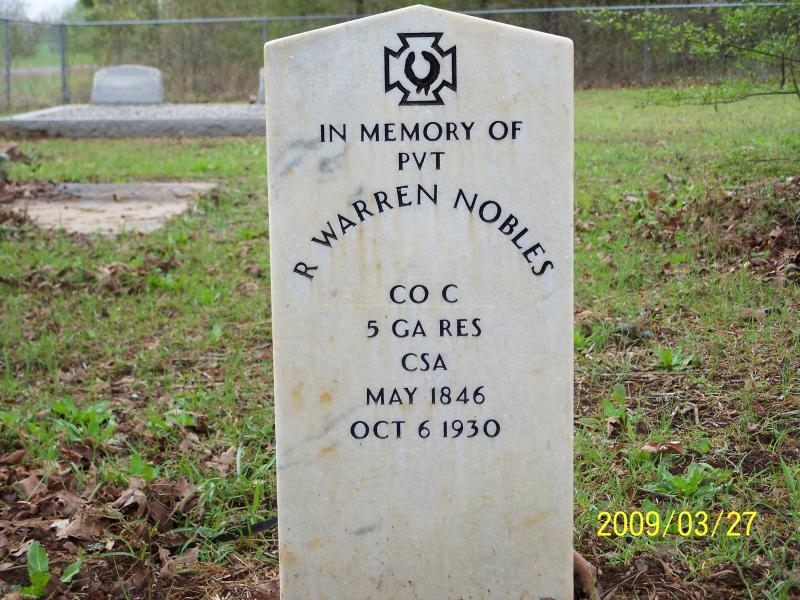 IN MEMORY OF
PVT
R WARREN NOBLES
CO C
5 GA RES
CSA
MAY 1846
OCT 6 1930
2009/03/27